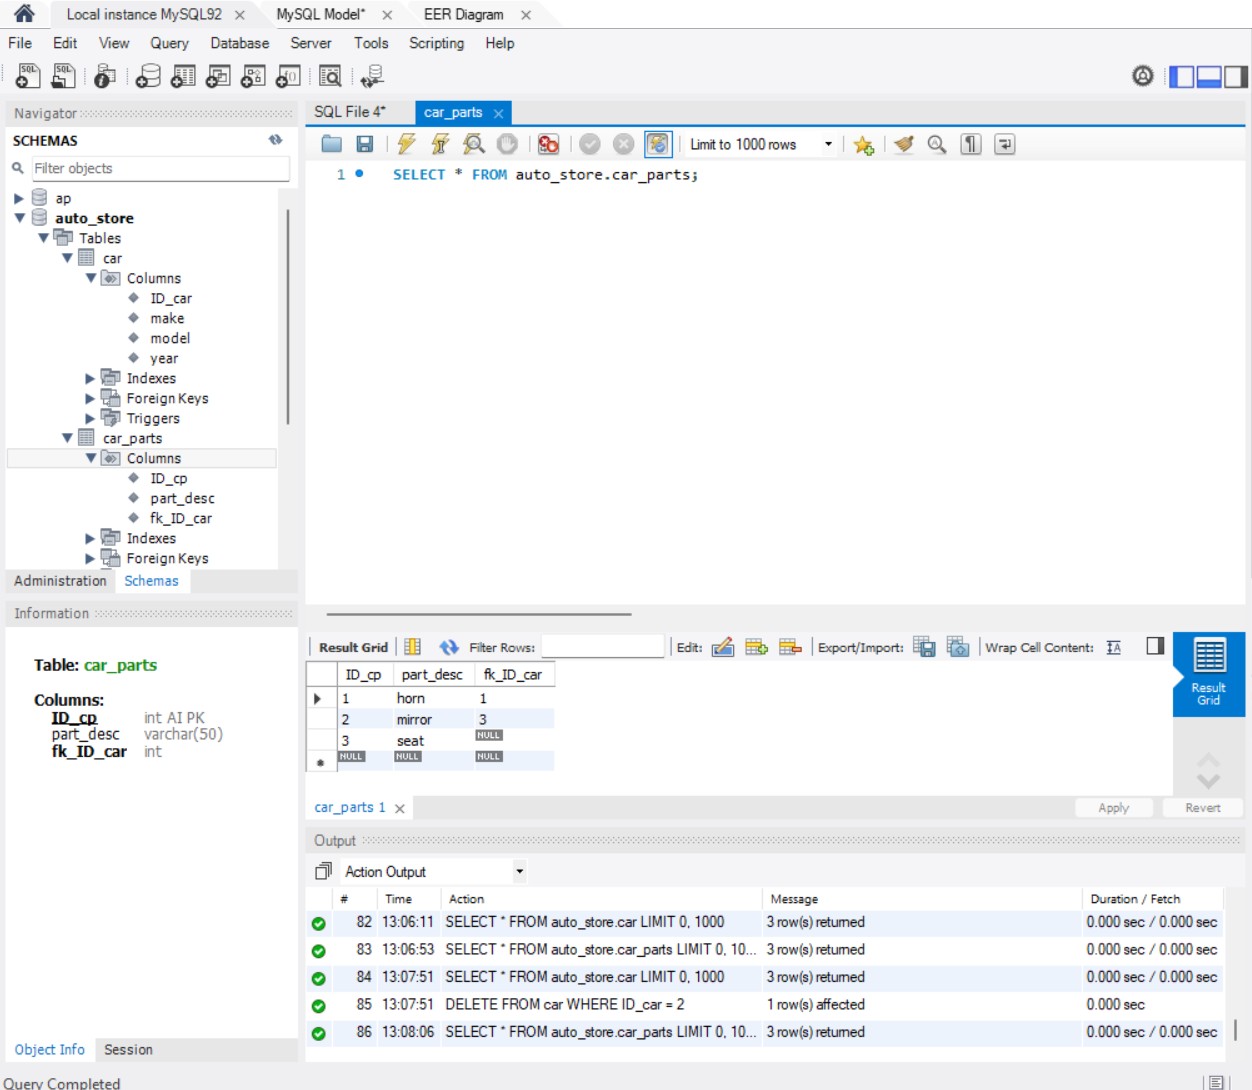 Local instance MySQL92 × MySQL Model* × EER Diagram ×
File Edit View Query Database Server Tools Scripting Help
Navigator
SCHEMAS
Filter objects
ap
auto_store
Tables
car
Columns
ID_car
make
model
year
Indexes
Foreign Keys
Triggers
car_parts
Columns
ID_cp
part_desc
fk_ID_car
Indexes
Foreign Keys
Administration Schemas
Information
Table: car_parts
Columns:
ID_cp int AI PK
part_desc varchar(50)
fk_ID_car int
Object Info Session
SQL File 4* car_parts ×
Limit to 1000 rows
1 SELECT * FROM auto_store.car_parts;
Result Grid Filter Rows: Edit: Export/Import: Wrap Cell Content:
Result
Grid
ID_cp part_desc fk_ID_car
1 horn 1
2 mirror 3
3 seat NULL
NULL NULL NULL
car_parts 1 × Apply Revert
Output
Action Output
# Time Action Message Duration / Fetch
82 13:06:11 SELECT * FROM auto_store.car LIMIT 0, 1000 3 row(s) returned 0.000 sec / 0.000 sec
83 13:06:53 SELECT * FROM auto_store.car_parts LIMIT 0, 10... 3 row(s) returned 0.000 sec / 0.000 sec
84 13:07:51 SELECT * FROM auto_store.car LIMIT 0, 1000 3 row(s) returned 0.000 sec / 0.000 sec
85 13:07:51 DELETE FROM car WHERE ID_car = 2 1 row(s) affected 0.000 sec
86 13:08:06 SELECT * FROM auto_store.car_parts LIMIT 0, 10... 3 row(s) returned 0.000 sec / 0.000 sec
Query Completed